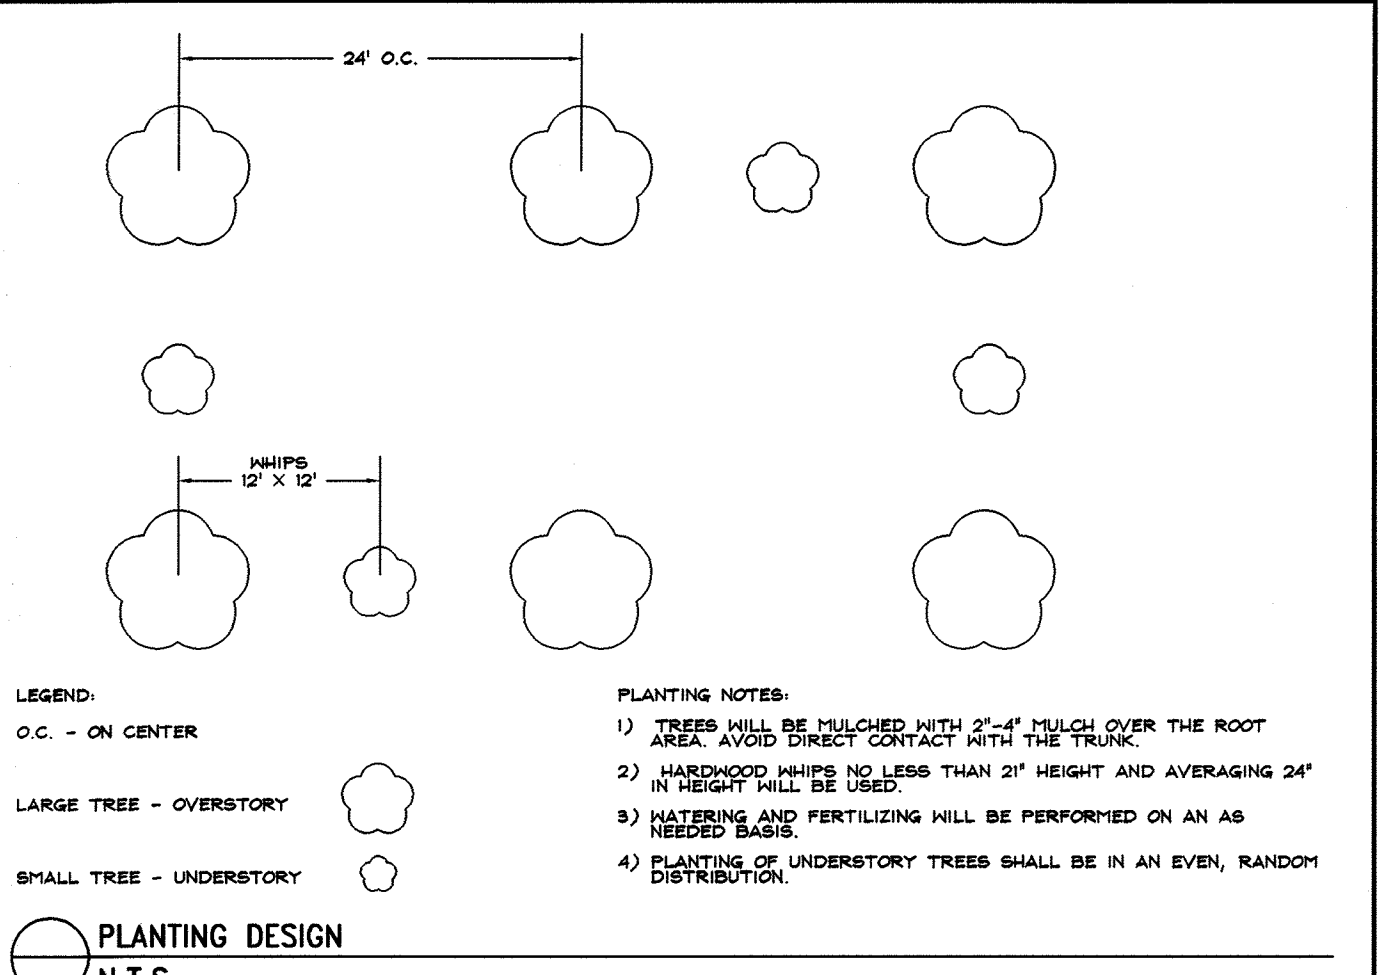 24' O.C.
WHIPS
12' X 12'
LEGEND:
O.C. - ON CENTER
LARGE TREE - OVERSTORY
SMALL TREE - UNDERSTORY
PLANTING NOTES:
1) TREES WILL BE MULCHED WITH 2"-4" MULCH OVER THE ROOT
AREA. AVOID DIRECT CONTACT WITH THE TRUNK.
2) HARDWOOD WHIPS NO LESS THAN 21" HEIGHT AND AVERAGING 24"
IN HEIGHT WILL BE USED.
3) WATERING AND FERTILIZING WILL BE PERFORMED ON AN AS
NEEDED BASIS.
4) PLANTING OF UNDERSTORY TREES SHALL BE IN AN EVEN, RANDOM
DISTRIBUTION.
PLANTING DESIGN
N.T.S.